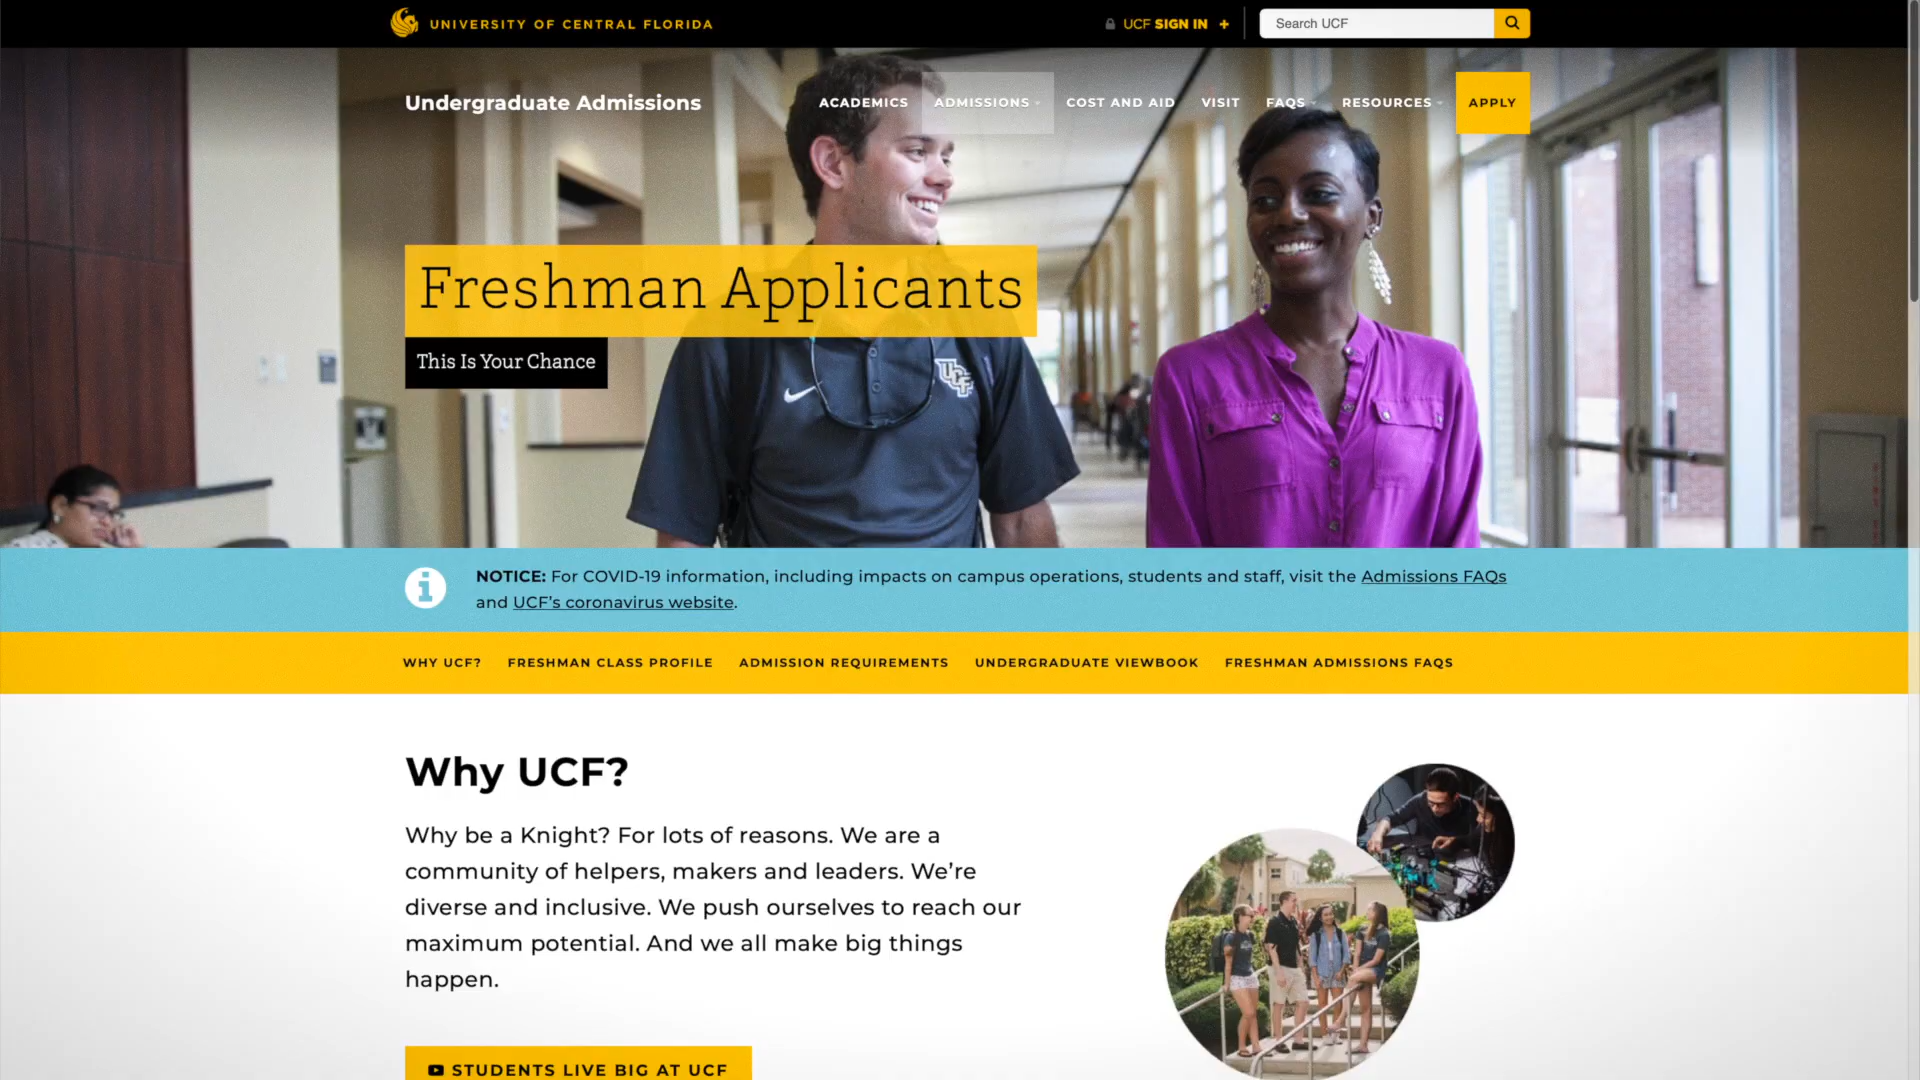 UNIVERSITY OF CENTRAL FLORIDA
UCF SIGN IN +
Search UCF
Undergraduate Admissions
ACADEMICS
ADMISSIONS
COST AND AID
VISIT
FAQS
RESOURCES
APPLY
Freshman Applicants
This Is Your Chance
UCF
NOTICE: For COVID-19 information, including impacts on campus operations, students and staff, visit the Admissions FAQs
and UCF’s coronavirus website.
WHY UCF?
FRESHMAN CLASS PROFILE
ADMISSION REQUIREMENTS
UNDERGRADUATE VIEWBOOK
FRESHMAN ADMISSIONS FAQS
Why UCF?
Why be a Knight? For lots of reasons. We are a
community of helpers, makers and leaders. We’re
diverse and inclusive. We push ourselves to reach our
maximum potential. And we all make big things
happen.
STUDENTS LIVE BIG AT UCF